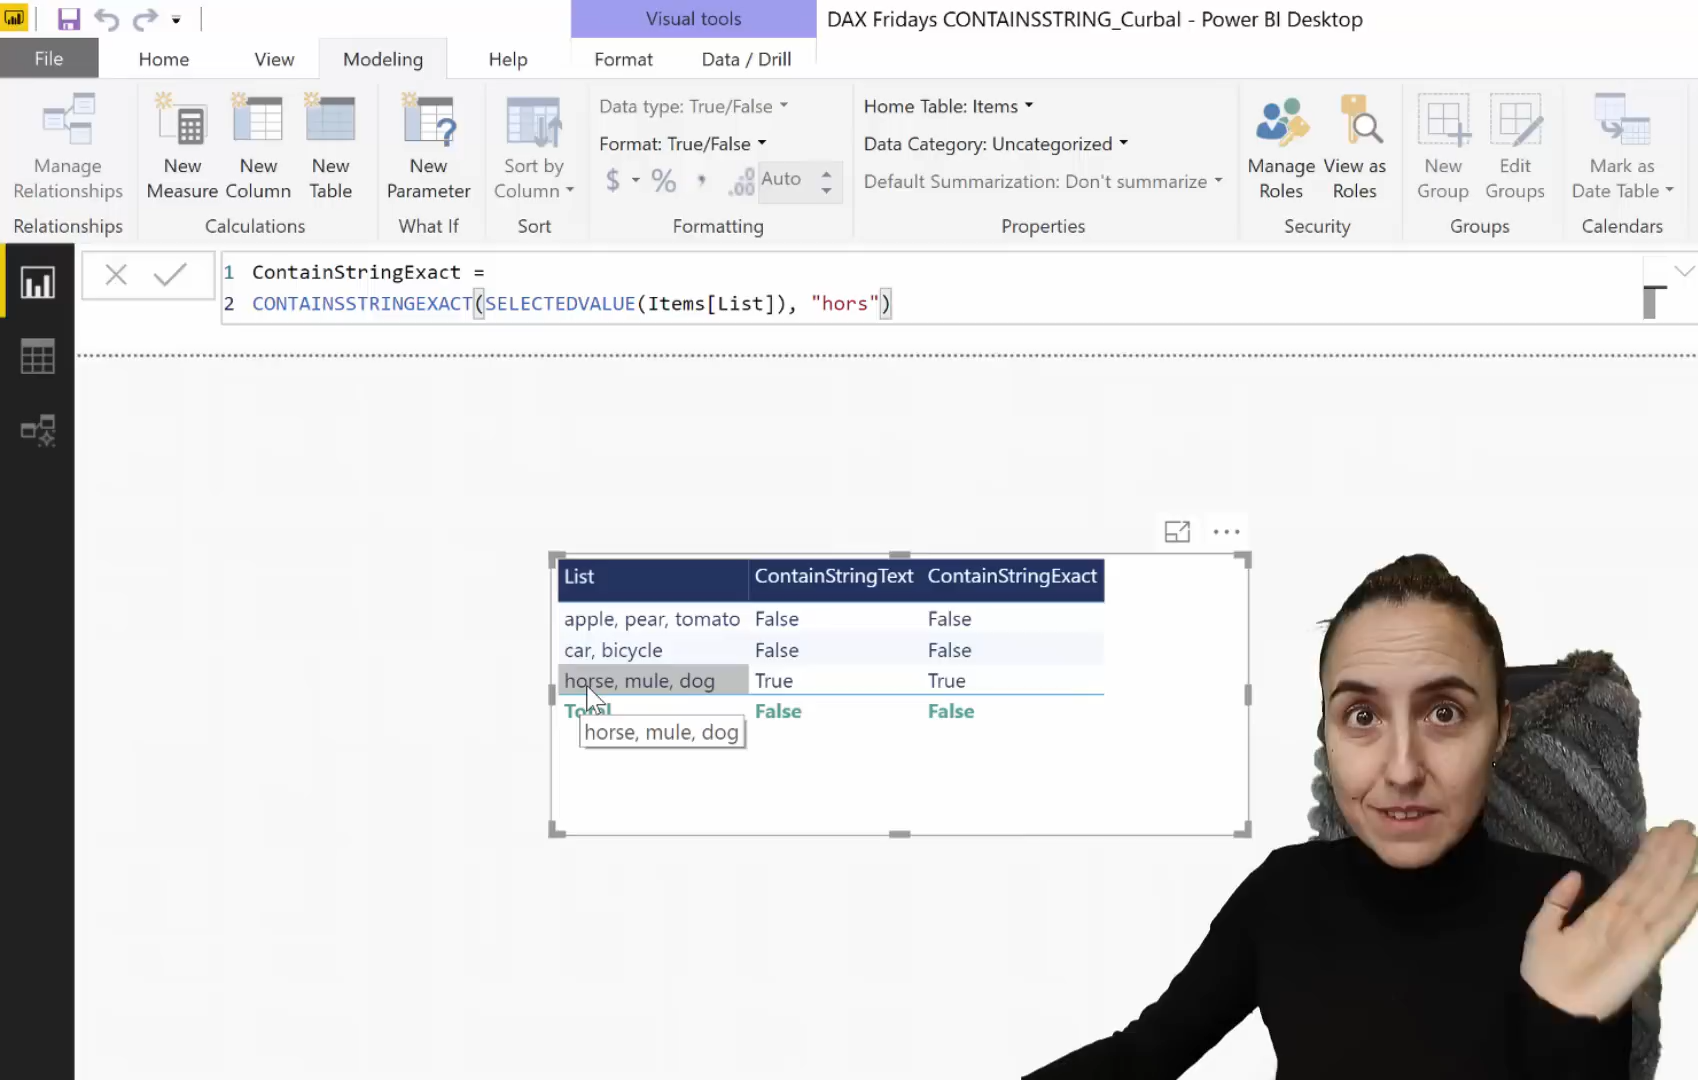 Visual tools
DAX Fridays CONTAINSSTRING_Curbal - Power BI Desktop
File
Home
View
Modeling
Help
Format
Data / Drill
Manage Relationships
New Measure
New Column
New Table
New Parameter
Sort by Column
Data type: True/False
Format: True/False
$ % , .00 Auto
Home Table: Items
Data Category: Uncategorized
Default Summarization: Don't summarize
Manage Roles
View as Roles
New Group
Edit Groups
Mark as Date Table
Relationships
Calculations
What If
Sort
Formatting
Properties
Security
Groups
Calendars
1 ContainStringExact =
2 CONTAINSSTRINGEXACT(SELECTEDVALUE(Items[List]), "hors")
List ContainStringText ContainStringExact
apple, pear, tomato False False
car, bicycle False False
horse, mule, dog True True
Total False False
horse, mule, dog